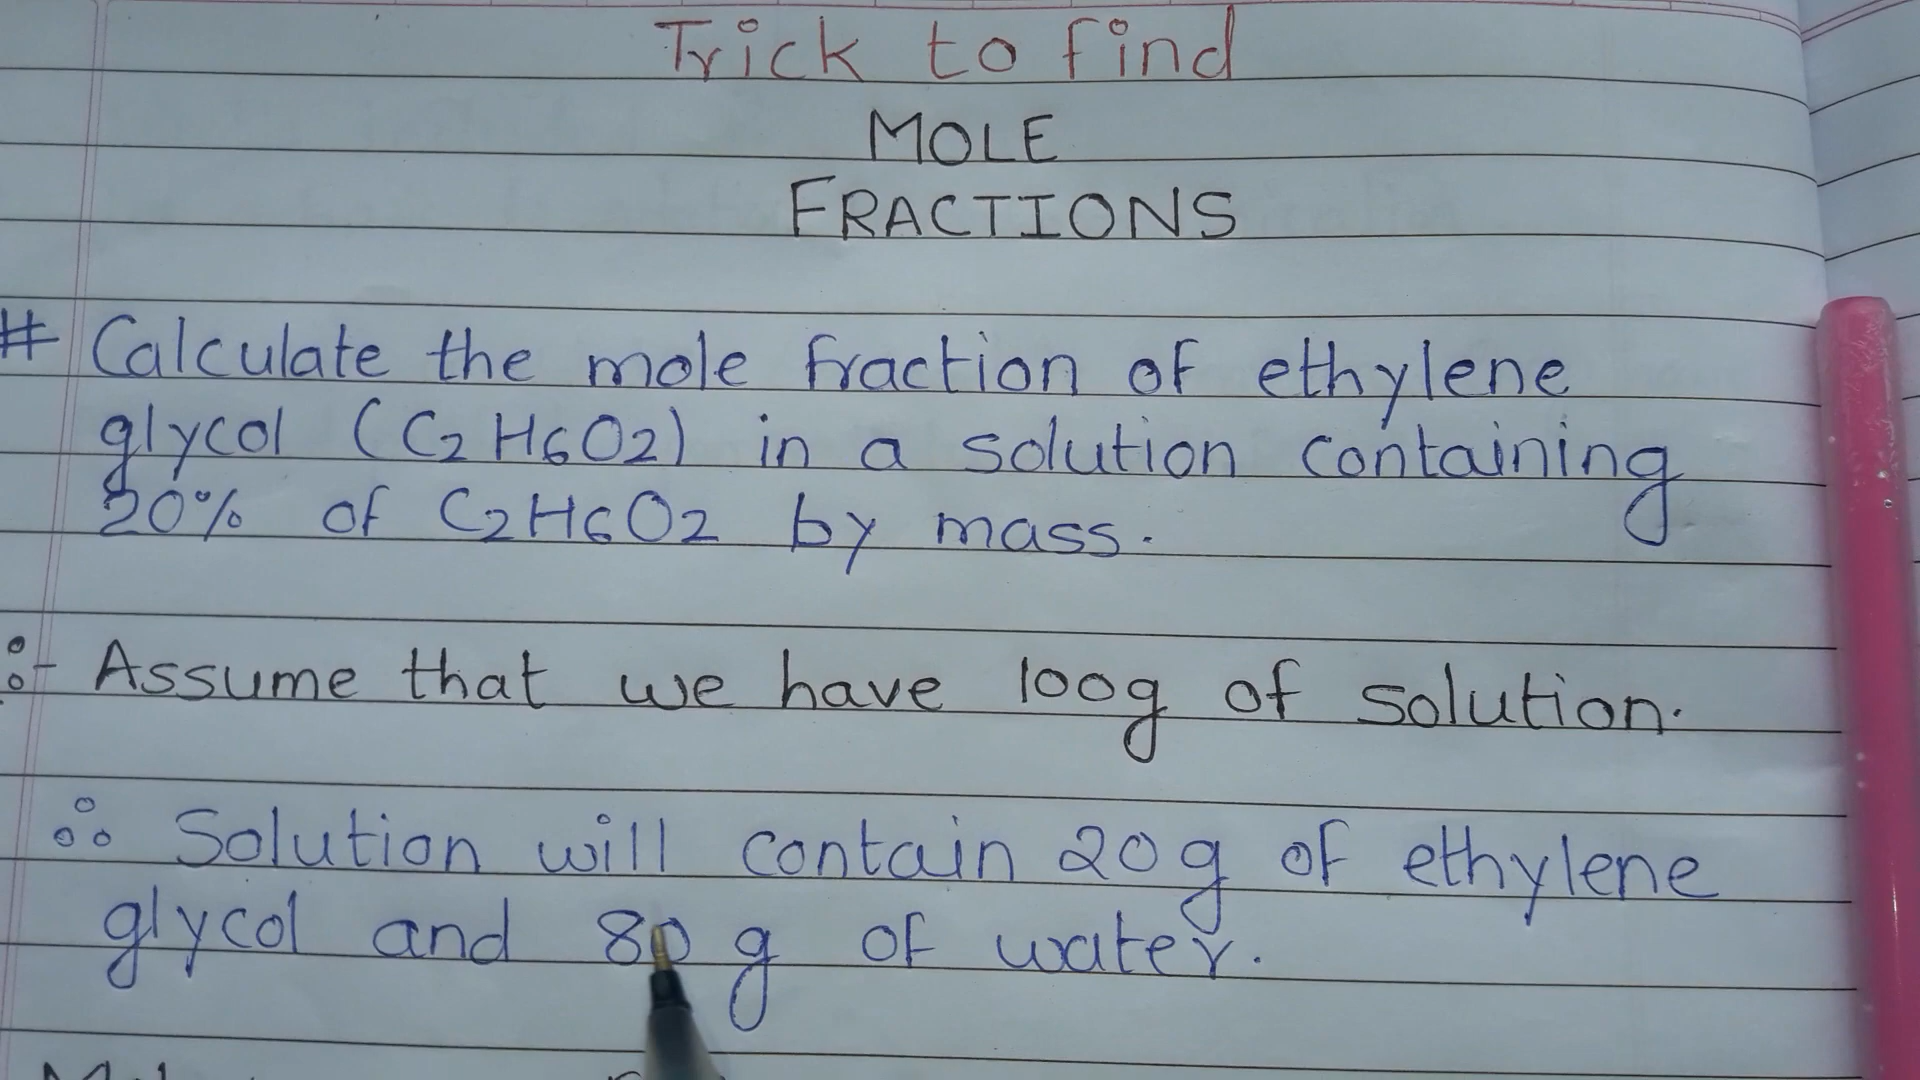 Trick to find
MOLE
FRACTIONS
# Calculate the mole fraction of ethylene
glycol (C2H6O2) in a solution containing
20% of C2H6O2 by mass.
:- Assume that we have 100g of solution.
∴ Solution will contain 20g of ethylene
glycol and 80 g of water.